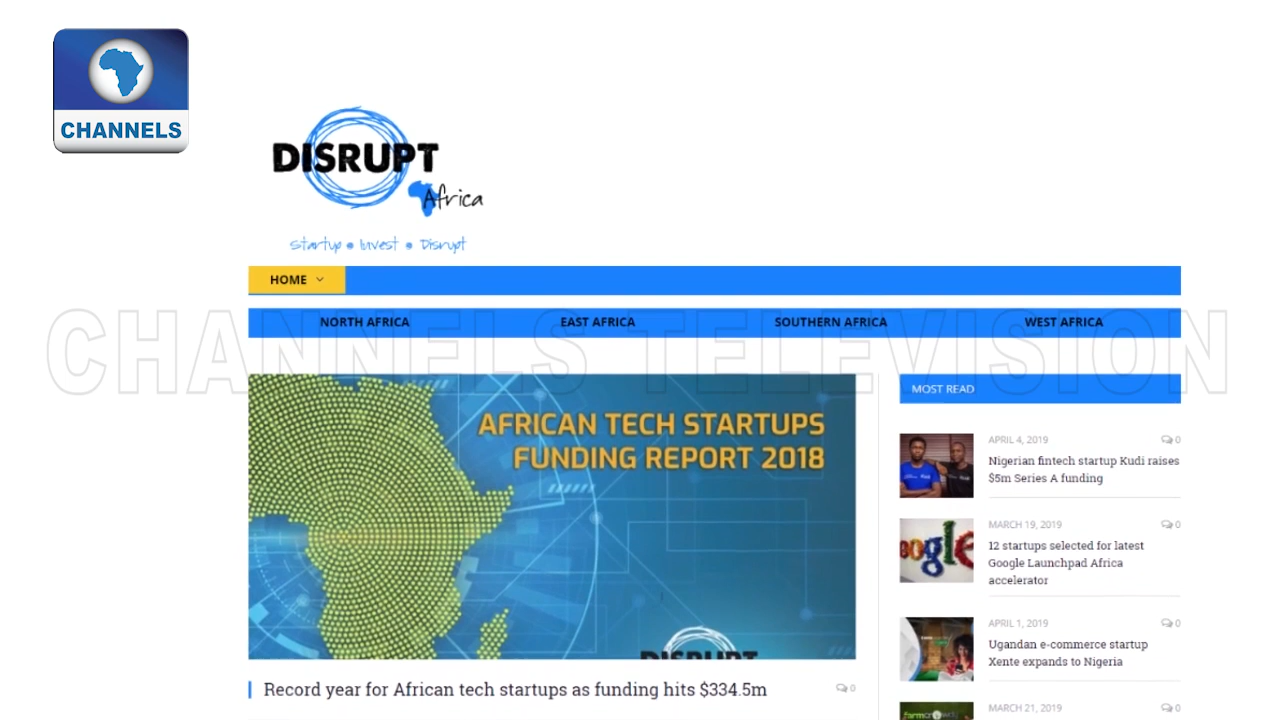 CHANNELS
DISRUPT
Africa
Startup • Invest • Disrupt
HOME
NORTH AFRICA EAST AFRICA SOUTHERN AFRICA WEST AFRICA
CHANNELS TELEVISION
AFRICAN TECH STARTUPS
FUNDING REPORT 2018
DISRUPT
Record year for African tech startups as funding hits $334.5m
0
MOST READ
APRIL 4, 2019 0
Nigerian fintech startup Kudi raises
$5m Series A funding
MARCH 19, 2019 0
12 startups selected for latest
Google Launchpad Africa
accelerator
APRIL 1, 2019 0
Ugandan e-commerce startup
Xente expands to Nigeria
MARCH 21, 2019 0